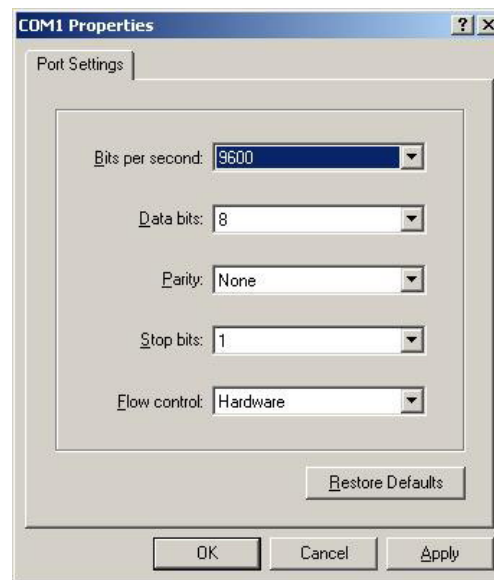 COM1 Properties
Port Settings
Bits per second: 9600
Data bits: 8
Parity: None
Stop bits: 1
Flow control: Hardware
Restore Defaults
OK Cancel Apply